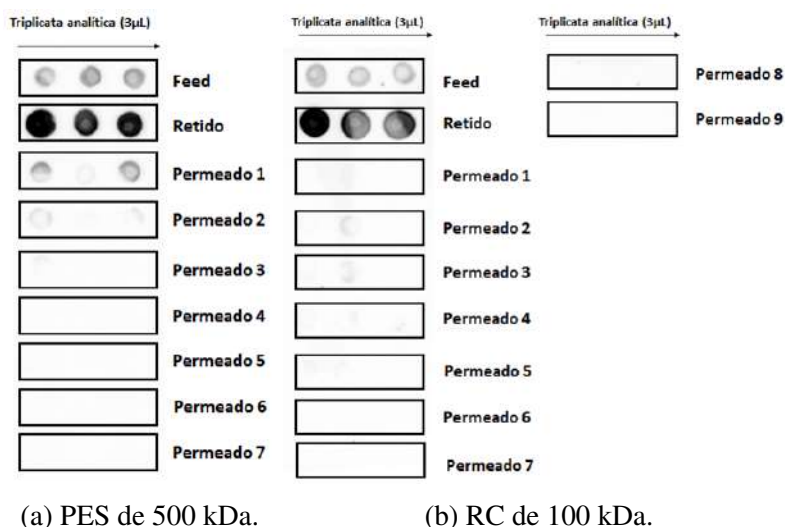 Triplicata analítica (3µL)
Feed
Retido
Permeado 1
Permeado 2
Permeado 3
Permeado 4
Permeado 5
Permeado 6
Permeado 7
(a) PES de 500 kDa.
Triplicata analítica (3µL)
Feed
Retido
Permeado 1
Permeado 2
Permeado 3
Permeado 4
Permeado 5
Permeado 6
Permeado 7
Triplicata analítica (3µL)
Permeado 8
Permeado 9
(b) RC de 100 kDa.